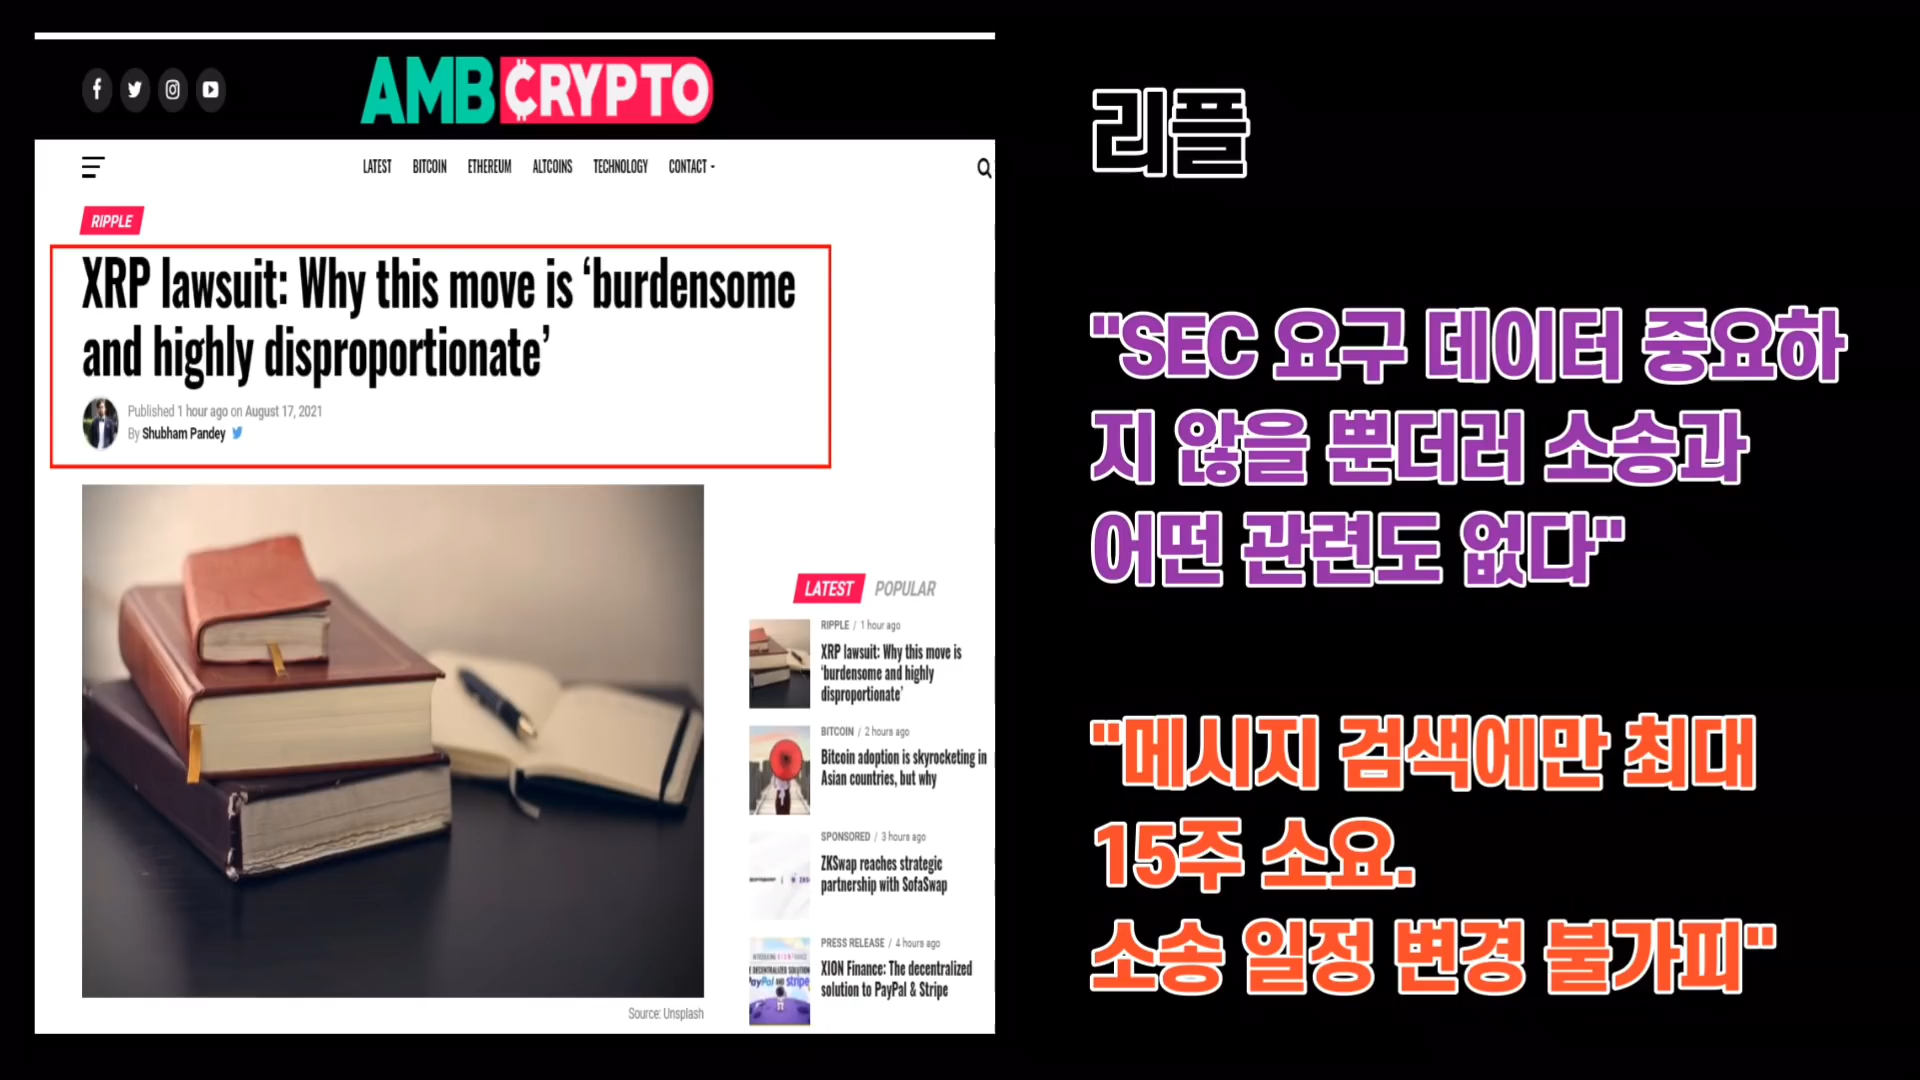 AMBCRYPTO
LATEST BITCOIN ETHEREUM ALTCOINS TECHNOLOGY CONTACT
RIPPLE
XRP lawsuit: Why this move is ‘burdensome
and highly disproportionate’
Published 1 hour ago on August 17, 2021
By Shubham Pandey
Source: Unsplash
LATEST POPULAR
RIPPLE / 1 hour ago
XRP lawsuit: Why this move is
‘burdensome and highly
disproportionate’
BITCOIN / 2 hours ago
Bitcoin adoption is skyrocketing in
Asian countries, but why
SPONSORED / 3 hours ago
ZKSwap reaches strategic
partnership with SofaSwap
PRESS RELEASE / 4 hours ago
XION Finance: The decentralized
solution to PayPal & Stripe
리플
"SEC 요구 데이터 중요하
지 않을 뿐더러 소송과
어떤 관련도 없다"
"메시지 검색에만 최대
15주 소요.
소송 일정 변경 불가피"